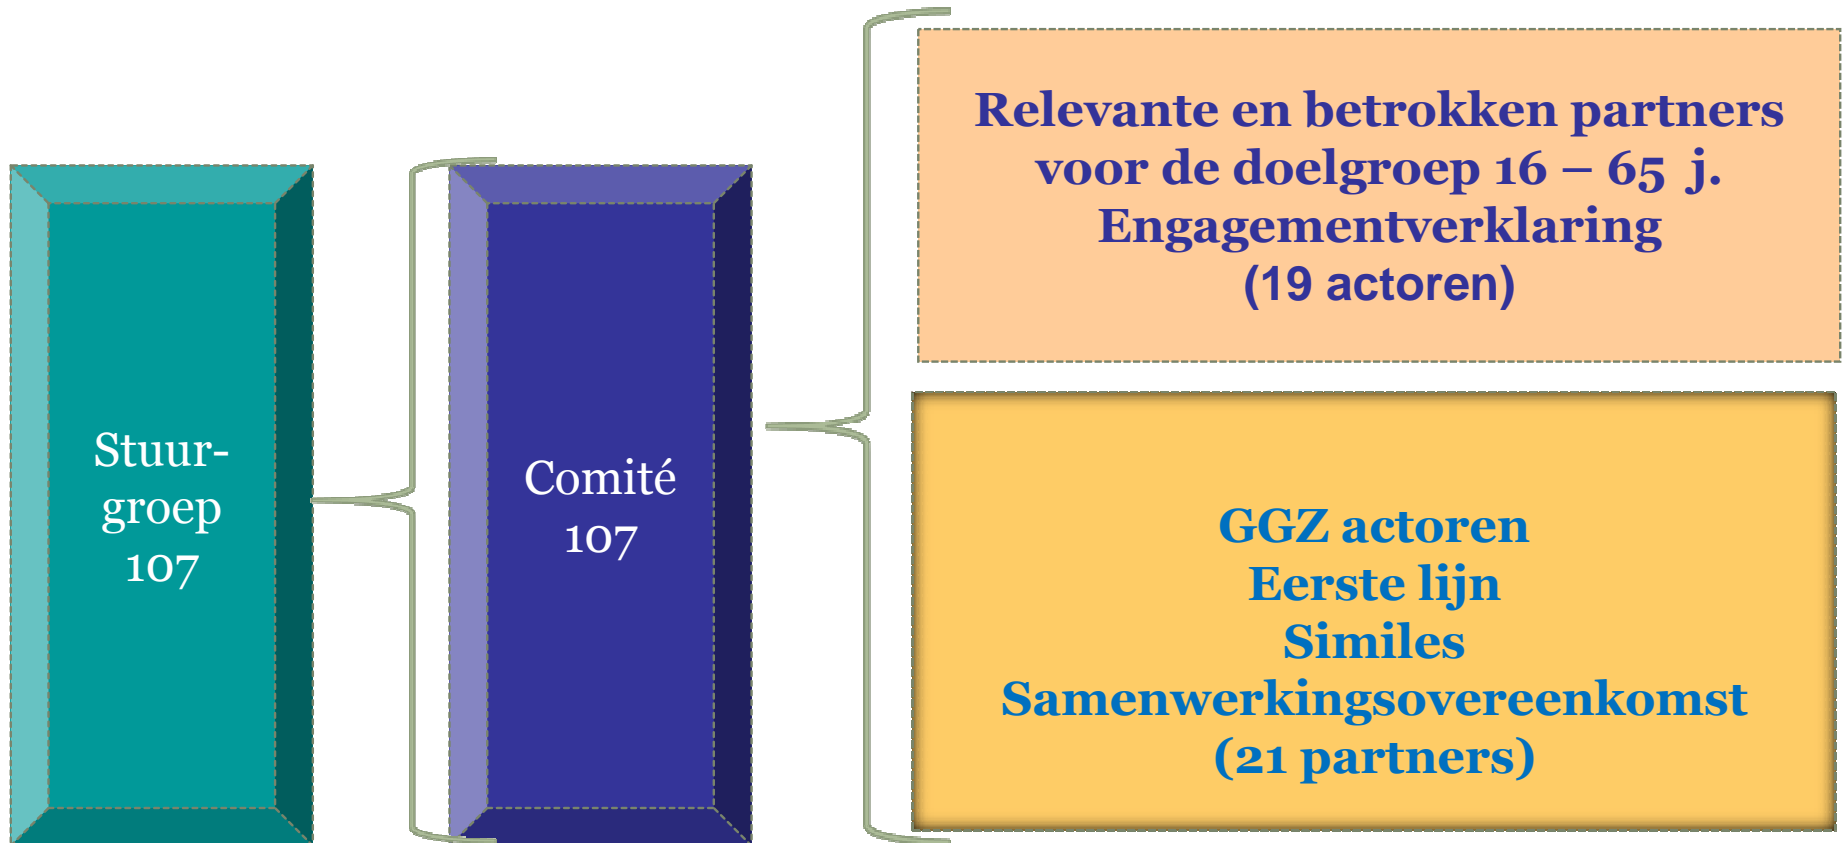 Stuur-
groep
107
Comité
107
Relevante en betrokken partners
voor de doelgroep 16 – 65 j.
Engagementverklaring
(19 actoren)
GGZ actoren
Eerste lijn
Similes
Samenwerkingsovereenkomst
(21 partners)